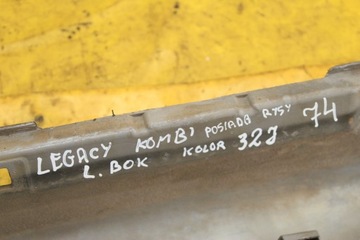 LEGACY KOMBI POSIADA RYSY 74
L. BOK KOLOR 32J